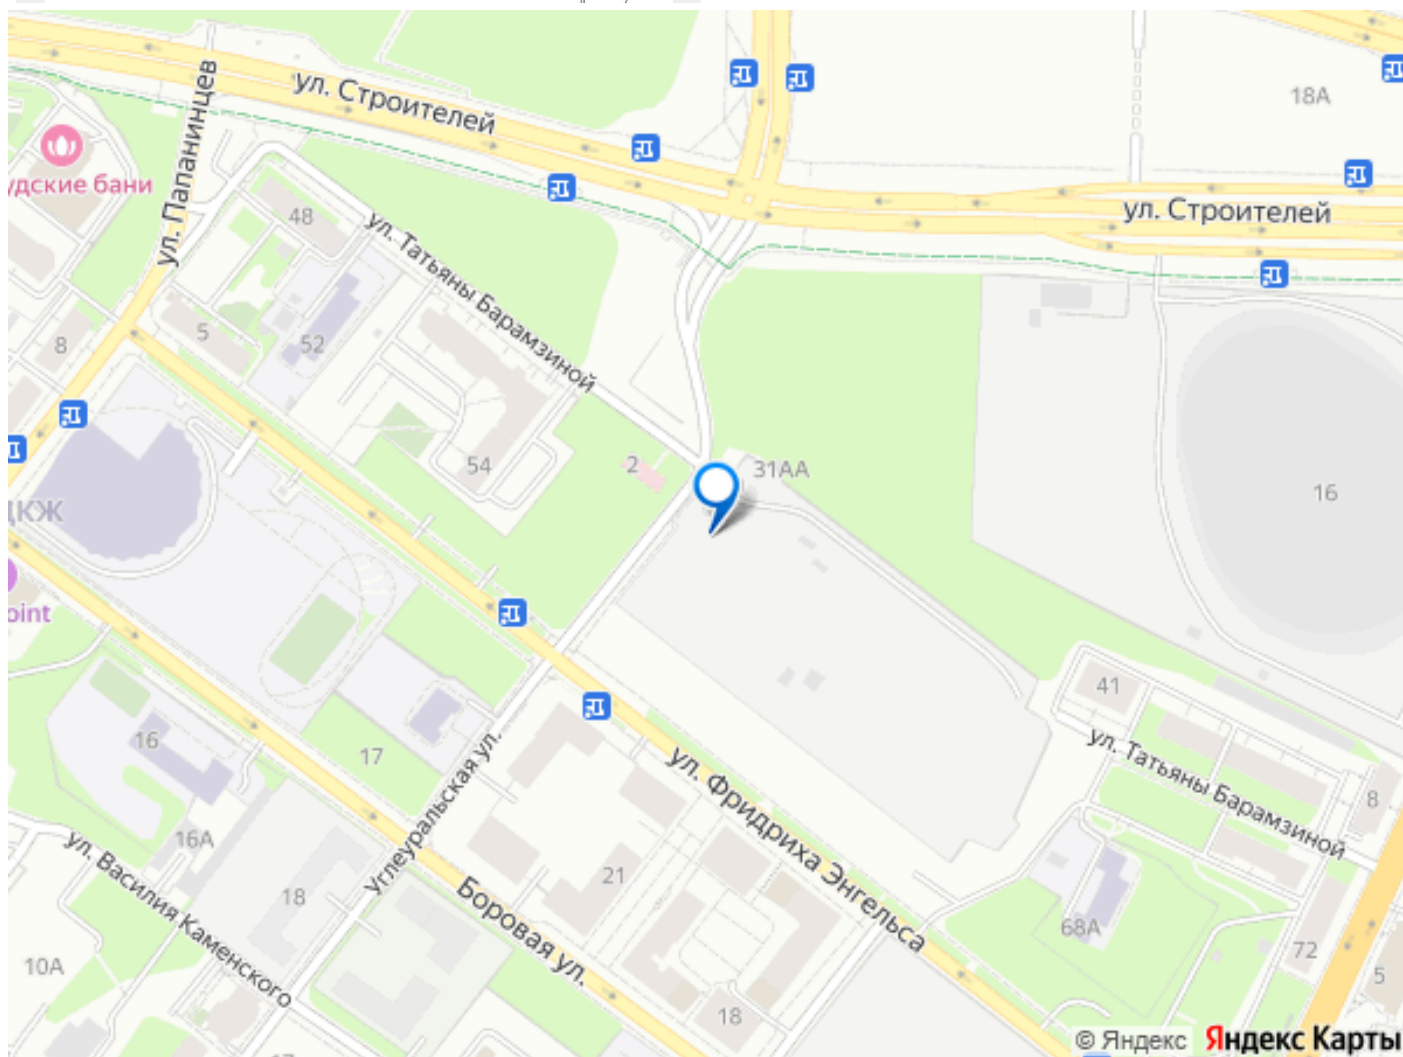 ул. Строителей
18А
ул. Папанинцев
удские бани
48
ул. Татьяны Барамзиной
ул. Строителей
5
52
8
54
2
31АА
16
ЦКЖ
oint
41
16
17
ул. Татьяны Барамзиной
8
ул. Фридриха Энгельса
16А
Углеуральская ул.
21
18
ул. Василия Каменского
Боровая ул.
68А
72
10А
5
18
© Яндекс Яндекс Карты